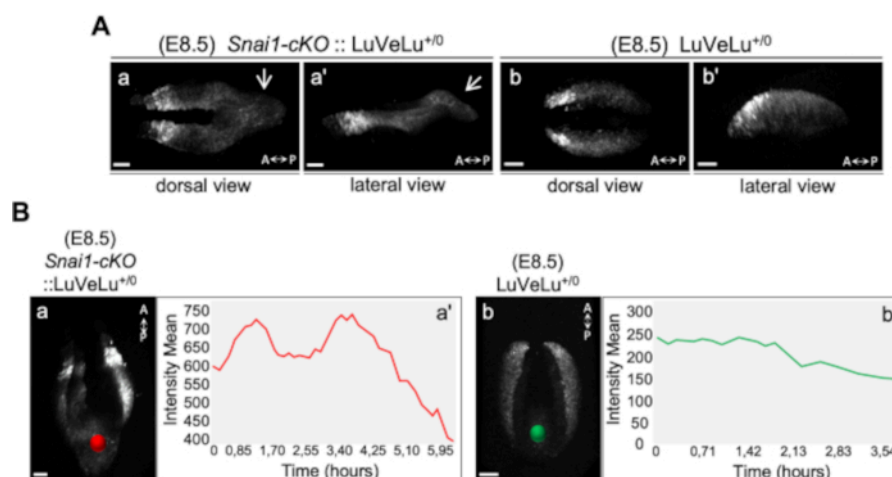 A
(E8.5) Snai1-cKO :: LuVeLu+/0
(E8.5) LuVeLu+/0
a
a'
b
b'
A↔P
A↔P
A↔P
A↔P
dorsal view
lateral view
dorsal view
lateral view
B
(E8.5)
Snai1-cKO
::LuVeLu+/0
(E8.5)
LuVeLu+/0
a
A↔P
a'
Intensity Mean
750
700
650
600
550
500
450
400
0 0,85 1,70 2,55 3,40 4,25 5,10 5,95
Time (hours)
b
A↔P
b
Intensity Mean
300
250
200
150
100
50
0
0 0,71 1,42 2,13 2,83 3,54
Time (hours)